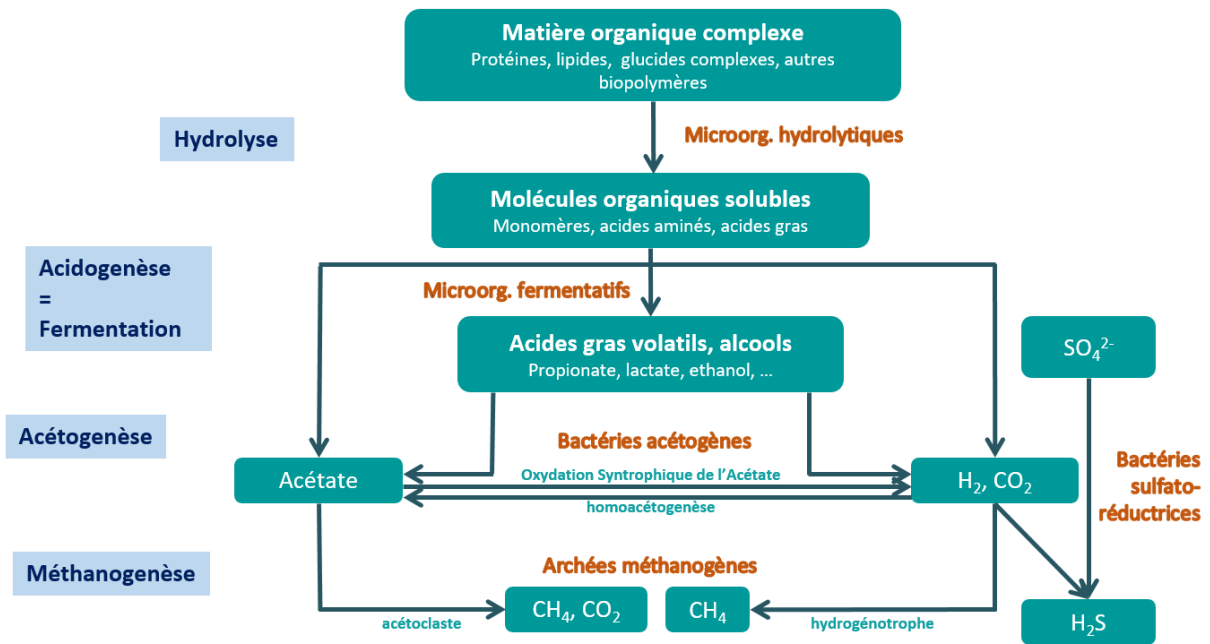 Matière organique complexe
Protéines, lipides, glucides complexes, autres
biopolymères
Hydrolyse
Microorg. hydrolytiques
Molécules organiques solubles
Monomères, acides aminés, acides gras
Acidogenèse
=
Fermentation
Microorg. fermentatifs
Acides gras volatils, alcools
Propionate, lactate, ethanol, ...
SO₄²⁻
Acétogenèse
Bactéries acétogènes
Acétate
Oxydation Syntrophique de l'Acétate
homoacétogenèse
H₂, CO₂
Bactéries
sulfato-
réductrices
Méthanogenèse
Archées méthanogènes
acétoclaste
CH₄, CO₂
CH₄
hydrogénotrophe
H₂S